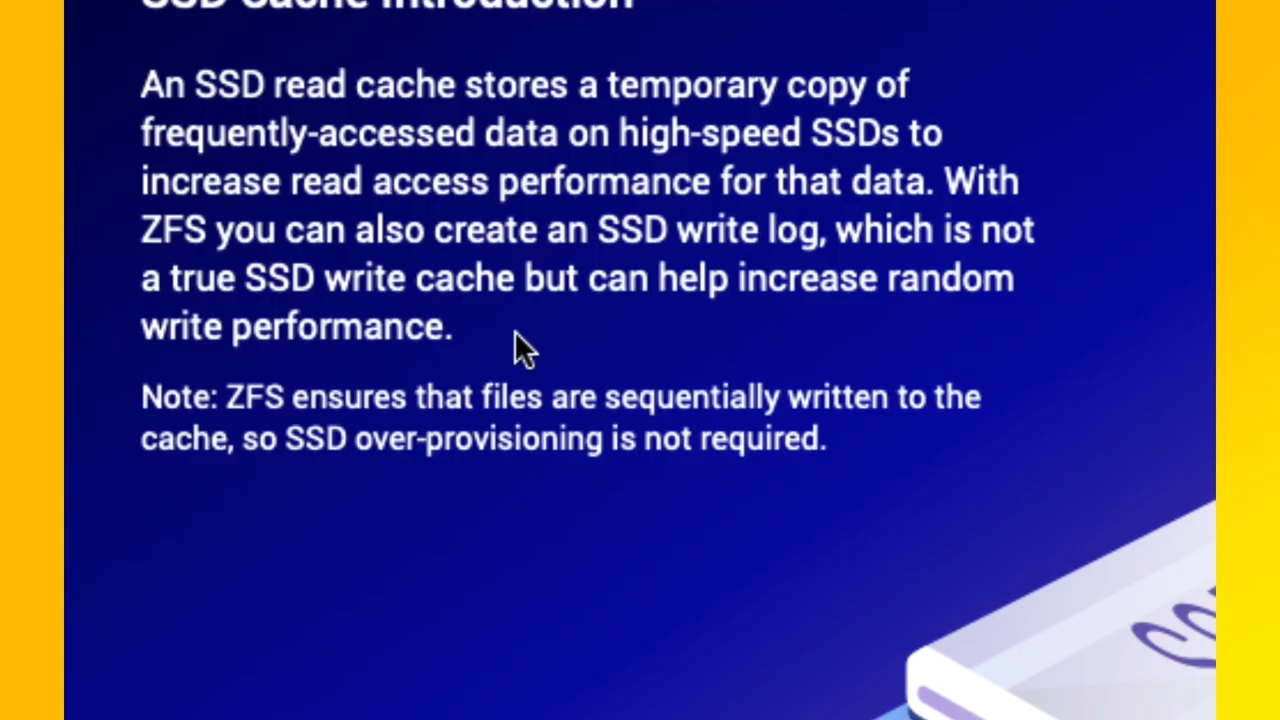 SSD Cache Introduction
An SSD read cache stores a temporary copy of
frequently-accessed data on high-speed SSDs to
increase read access performance for that data. With
ZFS you can also create an SSD write log, which is not
a true SSD write cache but can help increase random
write performance.
Note: ZFS ensures that files are sequentially written to the
cache, so SSD over-provisioning is not required.